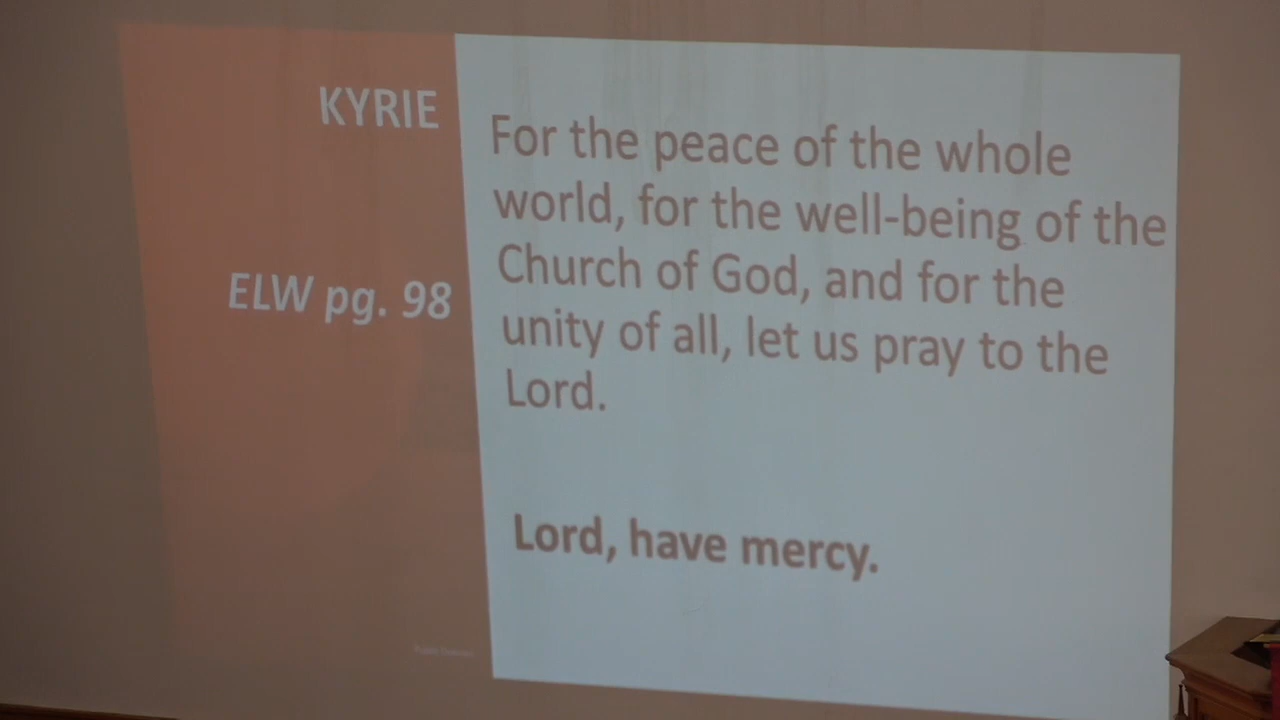 KYRIE
ELW pg. 98
For the peace of the whole
world, for the well-being of the
Church of God, and for the
unity of all, let us pray to the
Lord.
Lord, have mercy.